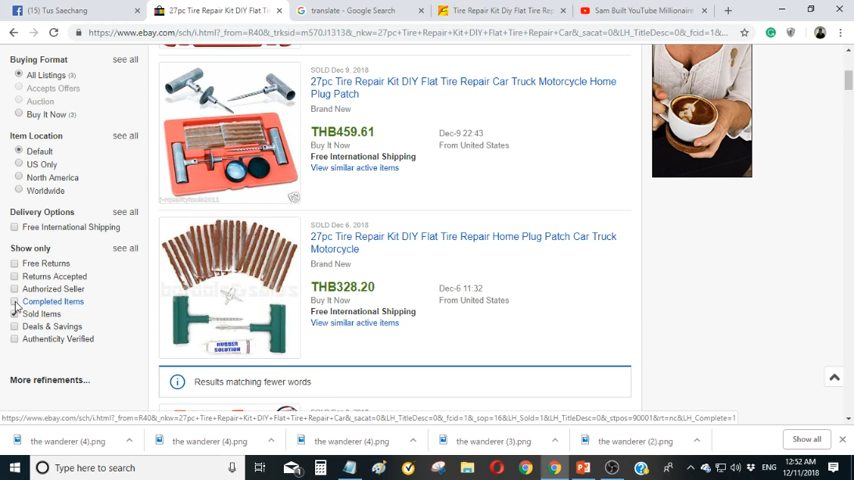 (15) Tus Saechang
27pc Tire Repair Kit DIY Flat T
translate - Google Search
Tire Repair Kit Diy Flat Tire Rep
Sam Built YouTube Millionaire
https://www.ebay.com/sch/i.html?_from=R40&_trksid=m570.l1313&_nkw=27pc+Tire+Repair+Kit+DIY+Flat+Tire+Repair+Car&_sacat=0&LH_TitleDesc=0&_fcid=1&...
Buying Format
see all
All Listings (3)
Accepts Offers
Auction
Buy It Now (3)
Item Location
see all
Default
US Only
North America
Worldwide
Delivery Options
see all
Free International Shipping
Show only
see all
Free Returns
Returns Accepted
Authorized Seller
Completed Items
Sold Items
Deals & Savings
Authenticity Verified
More refinements...
SOLD Dec 9, 2018
27pc Tire Repair Kit DIY Flat Tire Repair Car Truck Motorcycle Home
Plug Patch
Brand New
THB459.61
Dec-9 22:43
Buy It Now
From United States
Free International Shipping
View similar active items
SOLD Dec 6, 2018
27pc Tire Repair Kit DIY Flat Tire Repair Home Plug Patch Car Truck
Motorcycle
Brand New
THB328.20
Dec-6 11:32
Buy It Now
From United States
Free International Shipping
View similar active items
RUBBER
SOLUTION
Results matching fewer words
https://www.ebay.com/sch/i.html?_from=R40&_nkw=27pc+Tire+Repair+Kit+DIY+Flat+Tire+Repair+Car&_sacat=0&LH_TitleDesc=0&_fcid=1&_sop=16&LH_Sold=1&LH_TitleDesc=0&_stpos=90001&rt=nc&LH_Complete=1
the wanderer (4).png
the wanderer (4).png
the wanderer (4).png
the wanderer (3).png
the wanderer (2).png
Show all
Type here to search
ENG
12:52 AM
12/11/2018